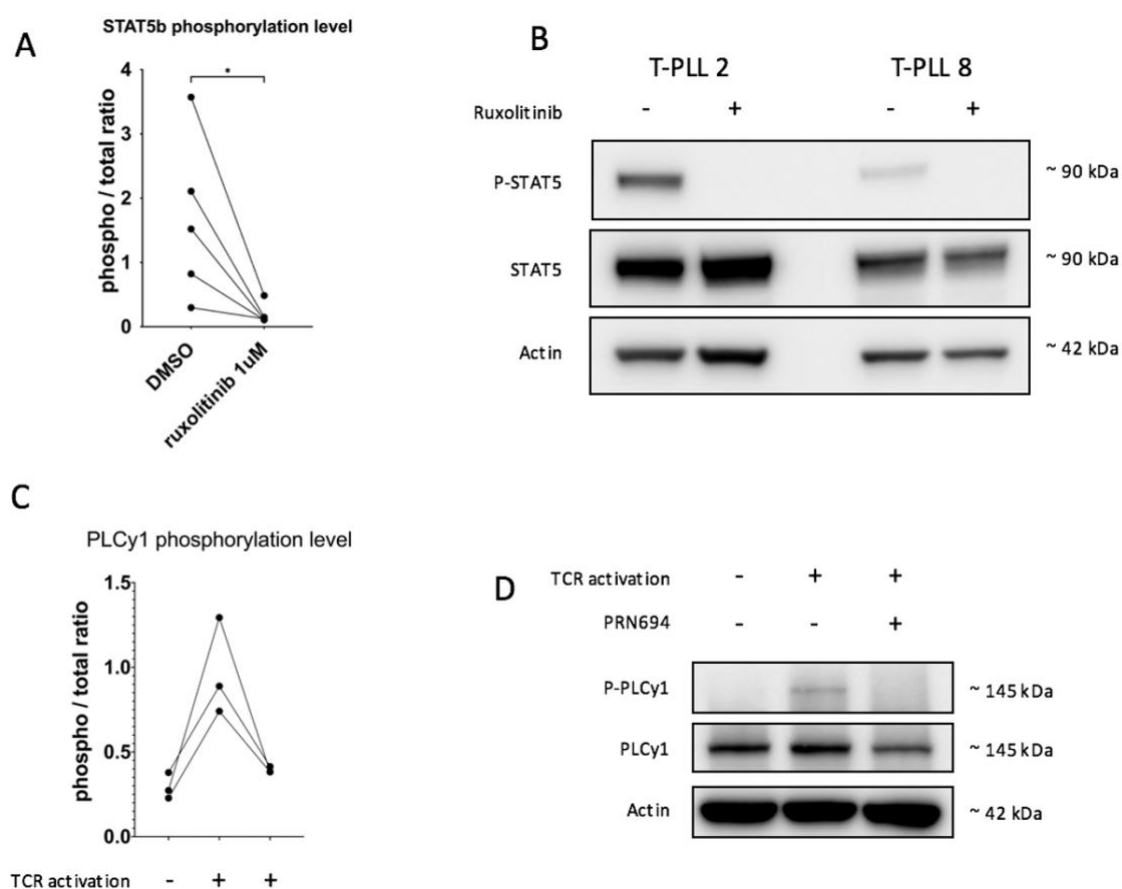 A
STAT5b phosphorylation level
*
phospho / total ratio
4
3
2
1
0
DMSO
ruxolitinib 1uM
B
T-PLL 2 T-PLL 8
Ruxolitinib - + - +
P-STAT5 ~ 90 kDa
STAT5 ~ 90 kDa
Actin ~ 42 kDa
C
PLCy1 phosphorylation level
phospho / total ratio
1.5
1.0
0.5
0.0
TCR activation - + +
D
TCR activation - + +
PRN694 - - +
P-PLCy1 ~ 145 kDa
PLCy1 ~ 145 kDa
Actin ~ 42 kDa